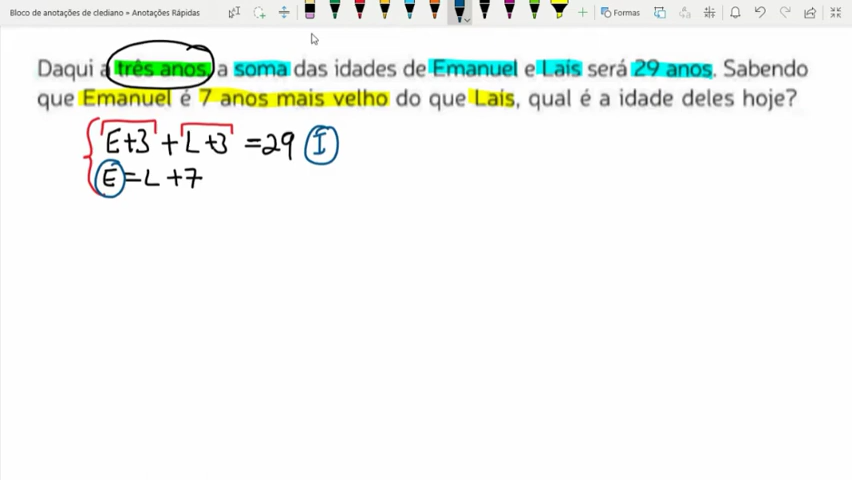 Bloco de anotações de clediano » Anotações Rápidas
Formas
Daqui a três anos, a soma das idades de Emanuel e Laís será 29 anos. Sabendo
que Emanuel é 7 anos mais velho do que Laís, qual é a idade deles hoje?
E+3 + L+3 = 29 I
E = L + 7